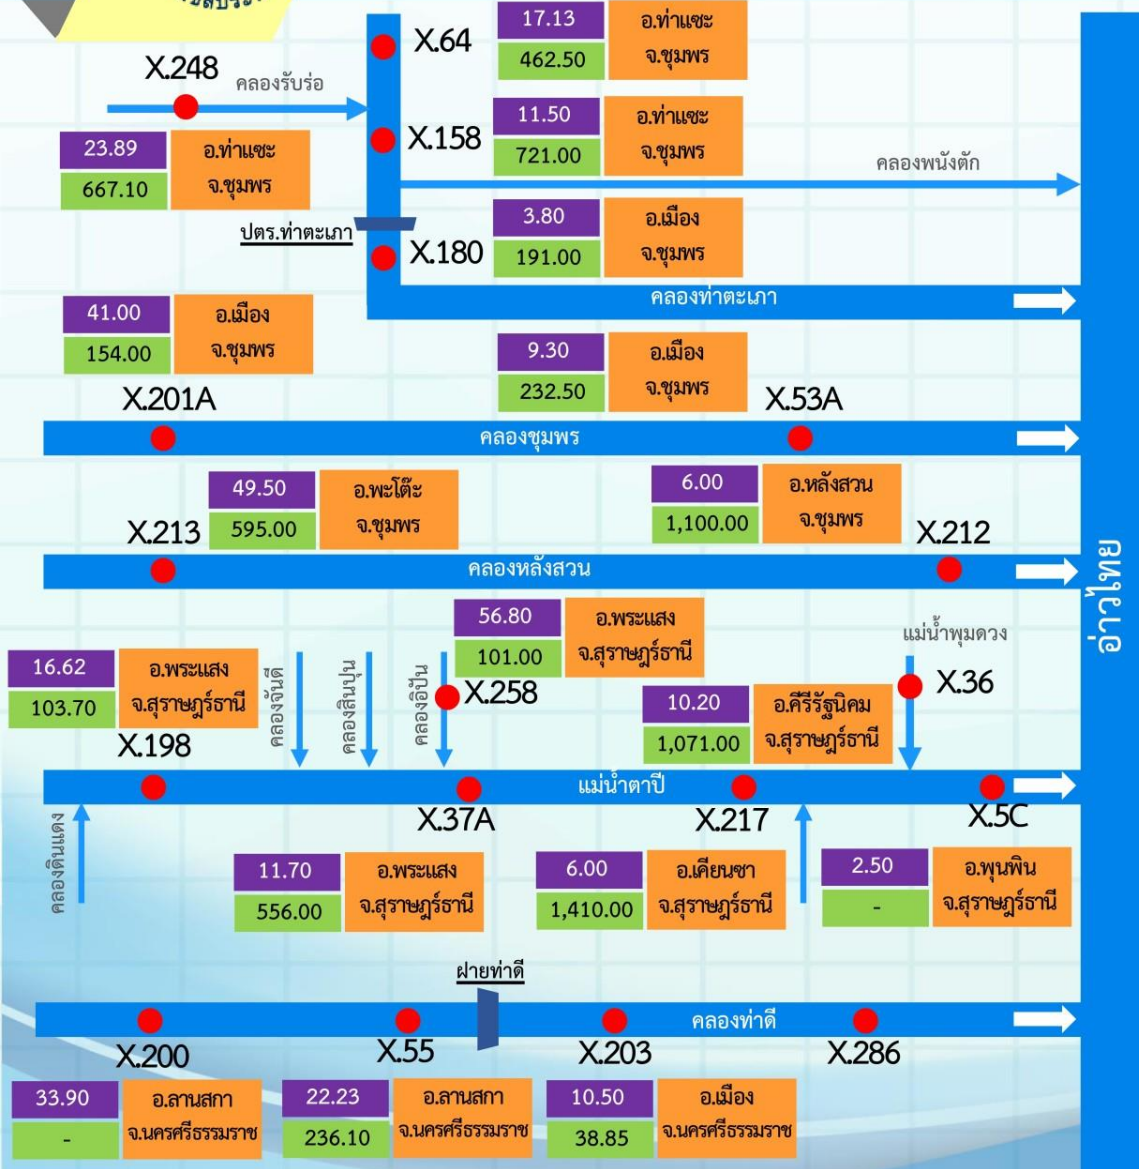 X.64
17.13
462.50
อ.ท่าแซะ
จ.ชุมพร
X.248
คลองรับร่อ
23.89
667.10
อ.ท่าแซะ
จ.ชุมพร
X.158
11.50
721.00
อ.ท่าแซะ
จ.ชุมพร
คลองพนังตัก
ปตร.ท่าตะเภา
X.180
3.80
191.00
อ.เมือง
จ.ชุมพร
คลองท่าตะเภา
41.00
154.00
อ.เมือง
จ.ชุมพร
X.201A
9.30
232.50
อ.เมือง
จ.ชุมพร
X.53A
คลองชุมพร
X.213
49.50
595.00
อ.พะโต๊ะ
จ.ชุมพร
6.00
1,100.00
อ.หลังสวน
จ.ชุมพร
X.212
คลองหลังสวน
อ่าวไทย
16.62
103.70
อ.พระแสง
จ.สุราษฎร์ธานี
X.198
คลองจันดี
คลองสินปุน
คลองอิปัน
56.80
101.00
อ.พระแสง
จ.สุราษฎร์ธานี
X.258
10.20
1,071.00
อ.คีรีรัฐนิคม
จ.สุราษฎร์ธานี
แม่น้ำพุมดวง
X.36
แม่น้ำตาปี
คลองดินแดง
X.37A
X.217
X.5C
11.70
556.00
อ.พระแสง
จ.สุราษฎร์ธานี
6.00
1,410.00
อ.เคียนซา
จ.สุราษฎร์ธานี
2.50
-
อ.พุนพิน
จ.สุราษฎร์ธานี
ฝายท่าดี
คลองท่าดี
X.200
X.55
X.203
X.286
33.90
-
อ.ลานสกา
จ.นครศรีธรรมราช
22.23
236.10
อ.ลานสกา
จ.นครศรีธรรมราช
10.50
38.85
อ.เมือง
จ.นครศรีธรรมราช